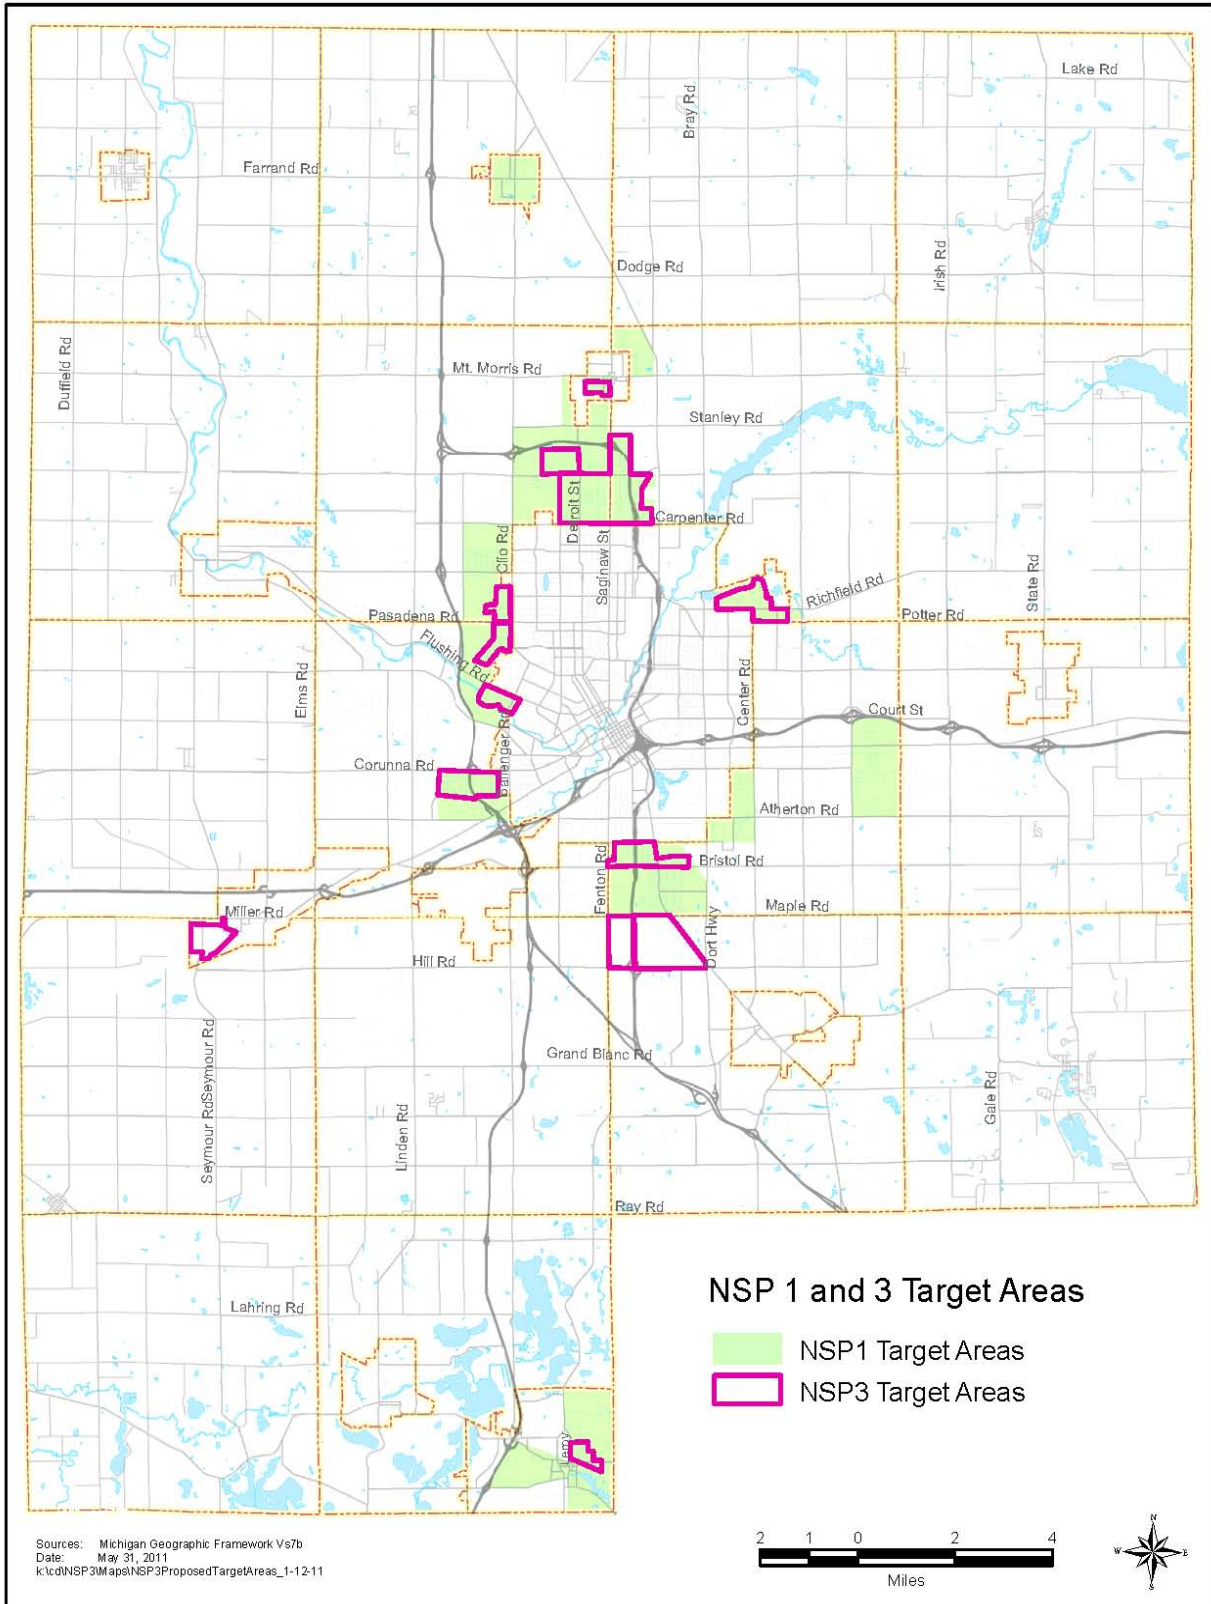 Lake Rd
Bray Rd
Farrand Rd
Irish Rd
Dodge Rd
Duffield Rd
Mt. Morris Rd
Stanley Rd
Detroit St
Carpenter Rd
Clio Rd
Saginaw St
State Rd
Richfield Rd
Pasadena Rd
Potter Rd
Flushing Rd
Elms Rd
Center Rd
Court St
Ballenger Rd
Corunna Rd
Atherton Rd
Fenton Rd
Bristol Rd
Miller Rd
Maple Rd
Dort Hwy
Hill Rd
Seymour Rd
Seymour Rd
Grand Blanc Rd
Gale Rd
Linden Rd
Ray Rd
Lahring Rd
Leroy
NSP 1 and 3 Target Areas
NSP1 Target Areas
NSP3 Target Areas
Sources: Michigan Geographic Framework Vs7b
Date: May 31, 2011
k:\cd\NSP3\Maps\NSP3ProposedTargetAreas_1-12-11
2 1 0 2 4
Miles
N
W E
S